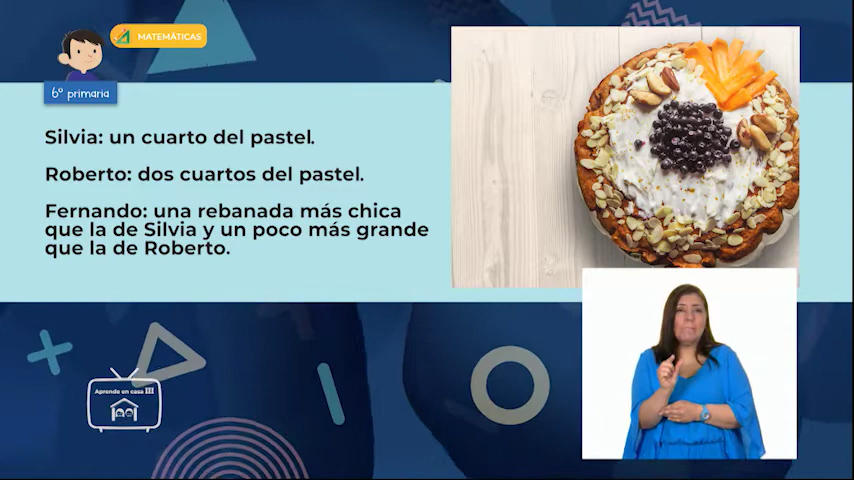 MATEMÁTICAS
6° primaria
Silvia: un cuarto del pastel.
Roberto: dos cuartos del pastel.
Fernando: una rebanada más chica
que la de Silvia y un poco más grande
que la de Roberto.
Aprende en casa III